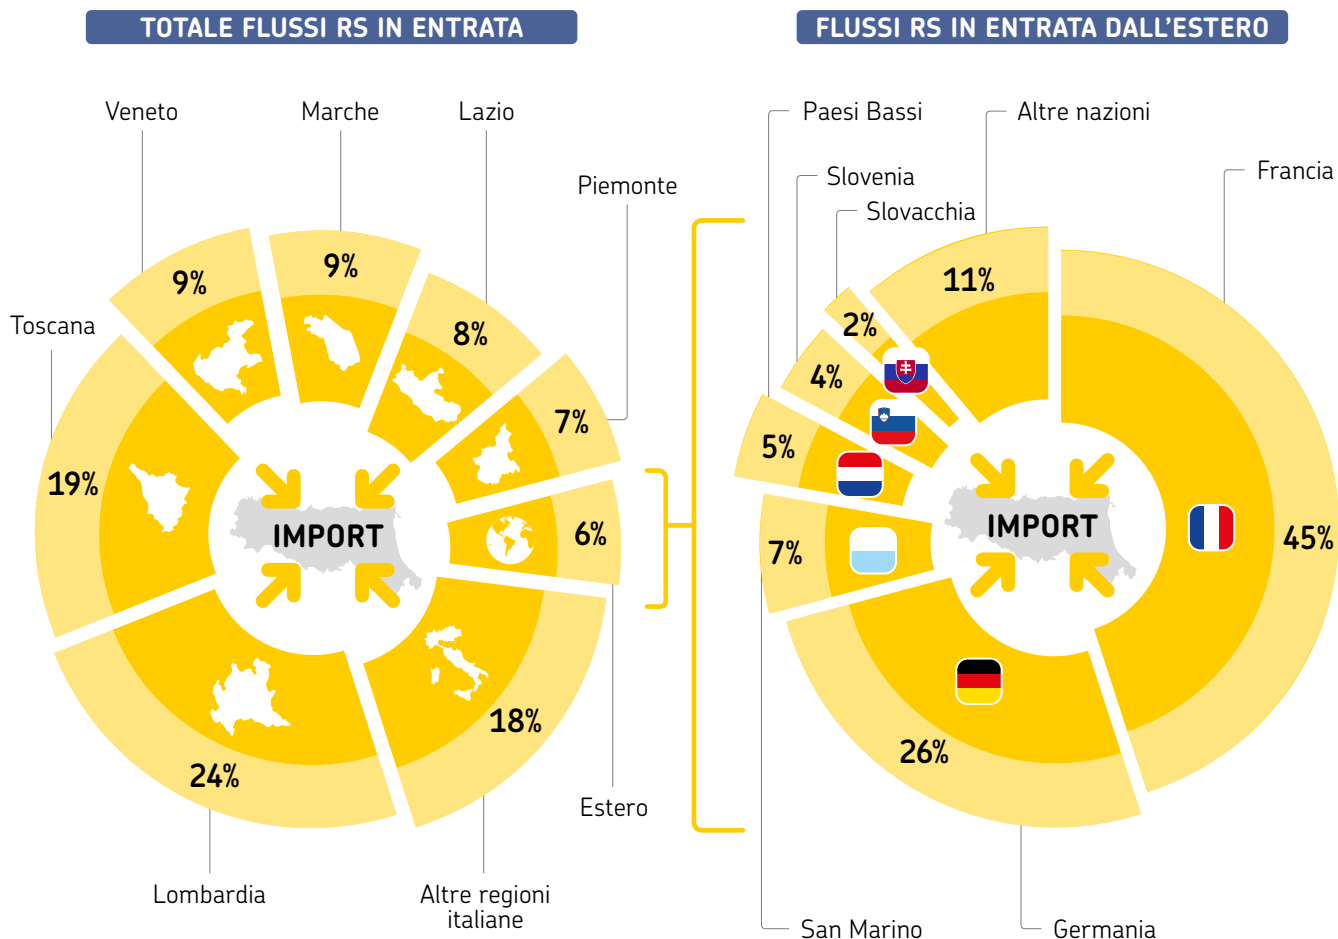 TOTALE FLUSSI RS IN ENTRATA
Veneto
Marche
Lazio
Piemonte
Toscana
9%
9%
8%
7%
19%
6%
IMPORT
18%
24%
Estero
Lombardia
Altre regioni
italiane
FLUSSI RS IN ENTRATA DALL'ESTERO
Paesi Bassi
Altre nazioni
Slovenia
Francia
Slovacchia
11%
2%
4%
5%
IMPORT
45%
7%
26%
San Marino
Germania